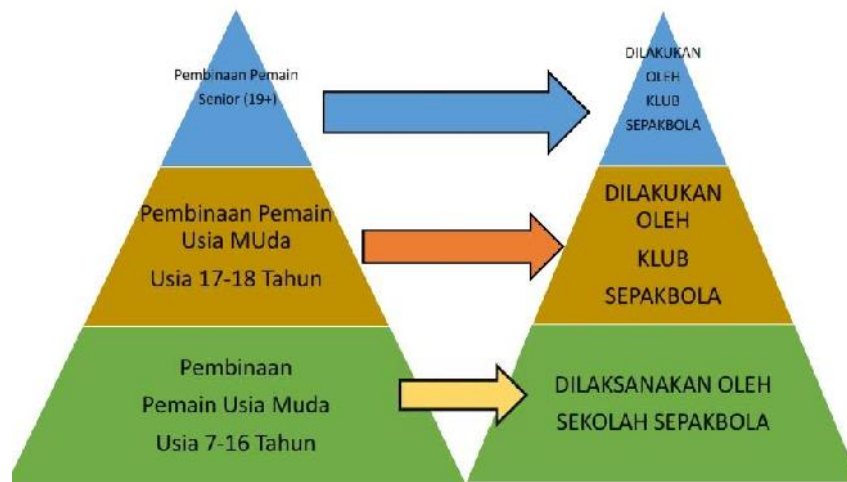 Pembinaan Pemain
Senior (19+)
DILAKUKAN
OLEH
KLUB
SEPAKBOLA
Pembinaan Pemain
Usia MUda
Usia 17-18 Tahun
DILAKUKAN
OLEH
KLUB
SEPAKBOLA
Pembinaan
Pemain Usia Muda
Usia 7-16 Tahun
DILAKSANAKAN OLEH
SEKOLAH SEPAKBOLA